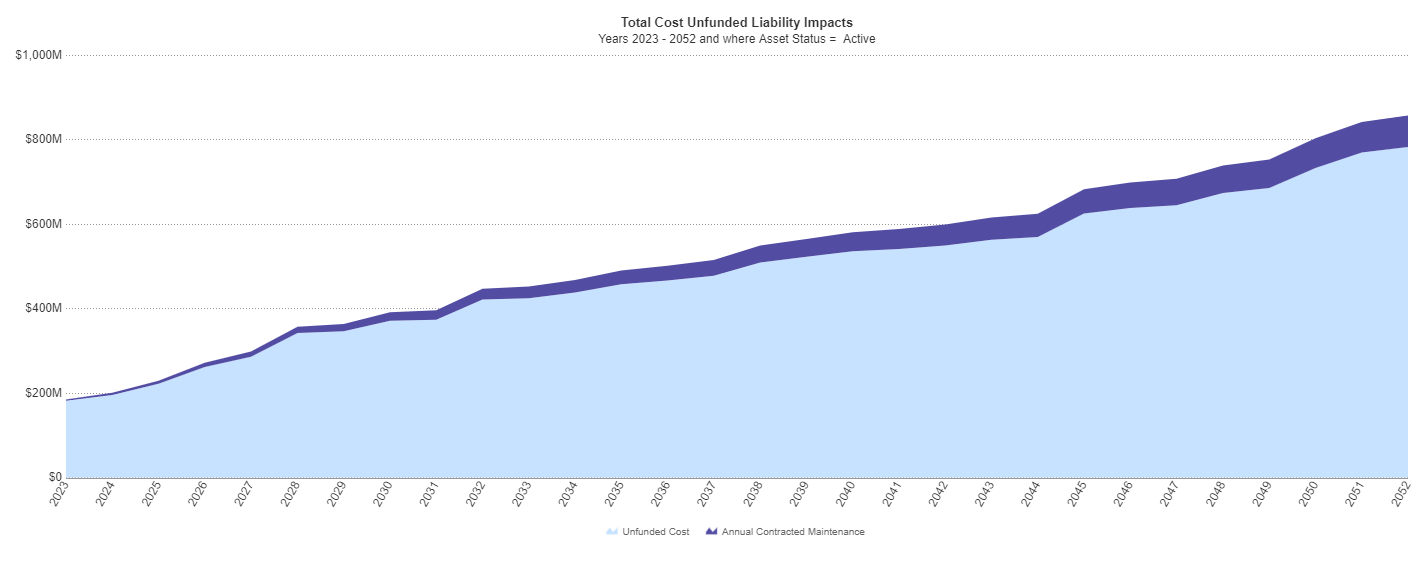 Total Cost Unfunded Liability Impacts
Years 2023 - 2052 and where Asset Status = Active
$1,000M
$800M
$600M
$400M
$200M
$0
2023 2024 2025 2026 2027 2028 2029 2030 2031 2032 2033 2034 2035 2036 2037 2038 2039 2040 2041 2042 2043 2044 2045 2046 2047 2048 2049 2050 2051 2052
Unfunded Cost Annual Contracted Maintenance